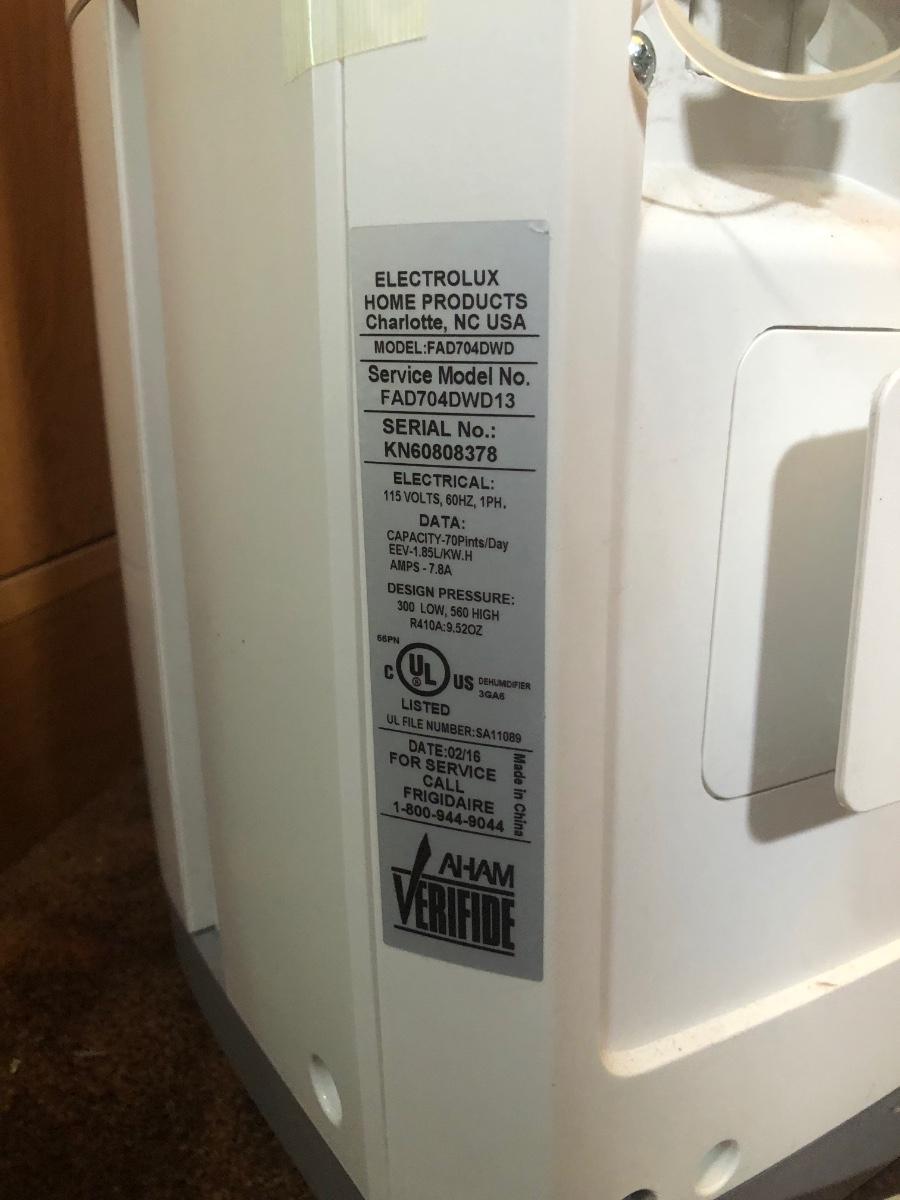 ELECTROLUX
HOME PRODUCTS
Charlotte, NC USA
MODEL:FAD704DWD
Service Model No.
FAD704DWD13
SERIAL No.:
KN60808378
ELECTRICAL:
115 VOLTS, 60HZ, 1PH.
DATA:
CAPACITY-70Pints/Day
EEV-1.85L/KW.H
AMPS - 7.8A
DESIGN PRESSURE:
300 LOW, 560 HIGH
R410A:9.52OZ
66PN
C UL ® US DEHUMIDIFIER
3GA6
LISTED
UL FILE NUMBER:SA11089
DATE:02/16
FOR SERVICE
CALL
FRIGIDAIRE
1-800-944-9044
Made in China
AHAM
VERIFIDE